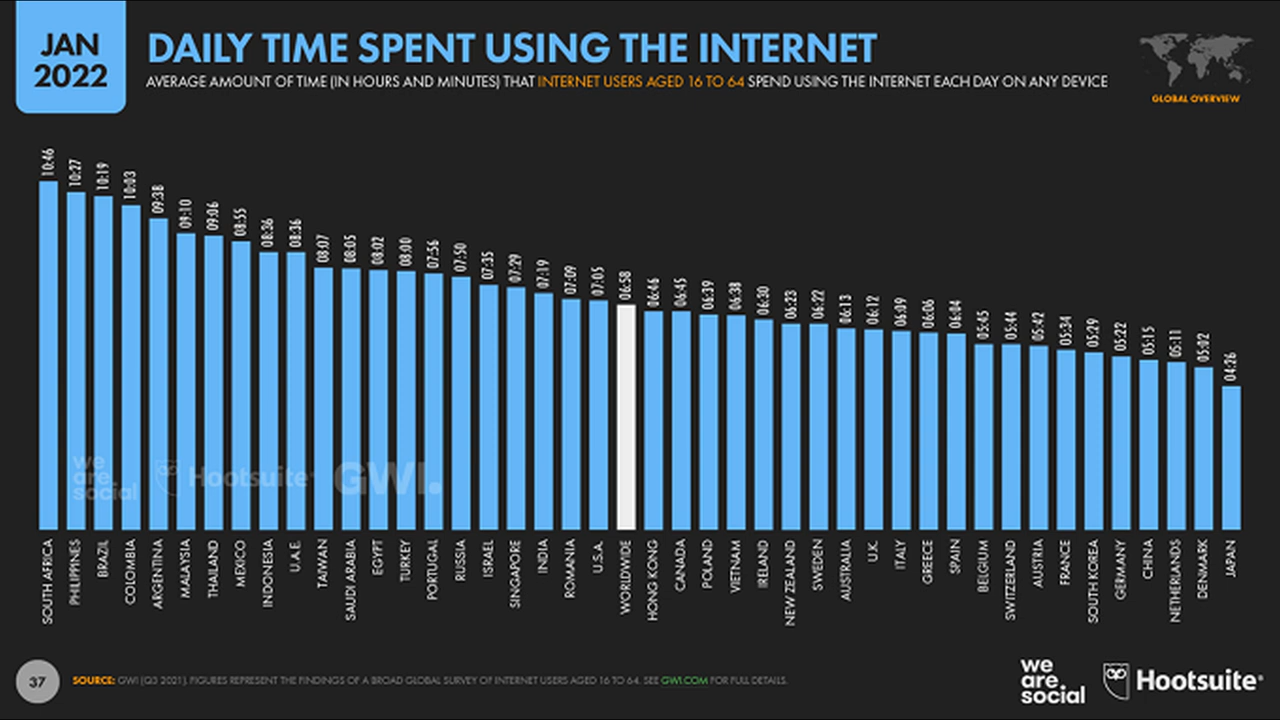 JAN
2022
DAILY TIME SPENT USING THE INTERNET
AVERAGE AMOUNT OF TIME (IN HOURS AND MINUTES) THAT INTERNET USERS AGED 16 TO 64 SPEND USING THE INTERNET EACH DAY ON ANY DEVICE
GLOBAL OVERVIEW
10:46
10:27
10:19
10:03
09:38
09:10
09:06
08:55
08:36
08:36
08:07
08:05
08:02
08:00
07:56
07:50
07:35
07:29
07:19
07:09
07:05
06:58
06:46
06:45
06:39
06:38
06:30
06:23
06:22
06:13
06:12
06:09
06:06
06:04
05:45
05:44
05:42
05:34
05:29
05:22
05:15
05:11
05:02
04:26
we
are
social
Hootsuite
GWI.
SOUTH AFRICA
PHILIPPINES
BRAZIL
COLOMBIA
ARGENTINA
MALAYSIA
THAILAND
MEXICO
INDONESIA
U.A.E.
TAIWAN
SAUDI ARABIA
EGYPT
TURKEY
PORTUGAL
RUSSIA
ISRAEL
SINGAPORE
INDIA
ROMANIA
U.S.A.
WORLDWIDE
HONG KONG
CANADA
POLAND
VIETNAM
IRELAND
NEW ZEALAND
SWEDEN
AUSTRALIA
U.K.
ITALY
GREECE
SPAIN
BELGIUM
SWITZERLAND
AUSTRIA
FRANCE
SOUTH KOREA
GERMANY
CHINA
NETHERLANDS
DENMARK
JAPAN
37
SOURCE: GWI (Q3 2021). FIGURES REPRESENT THE FINDINGS OF A BROAD GLOBAL SURVEY OF INTERNET USERS AGED 16 TO 64. SEE GWI.COM FOR FULL DETAILS.
we
are
social
Hootsuite®